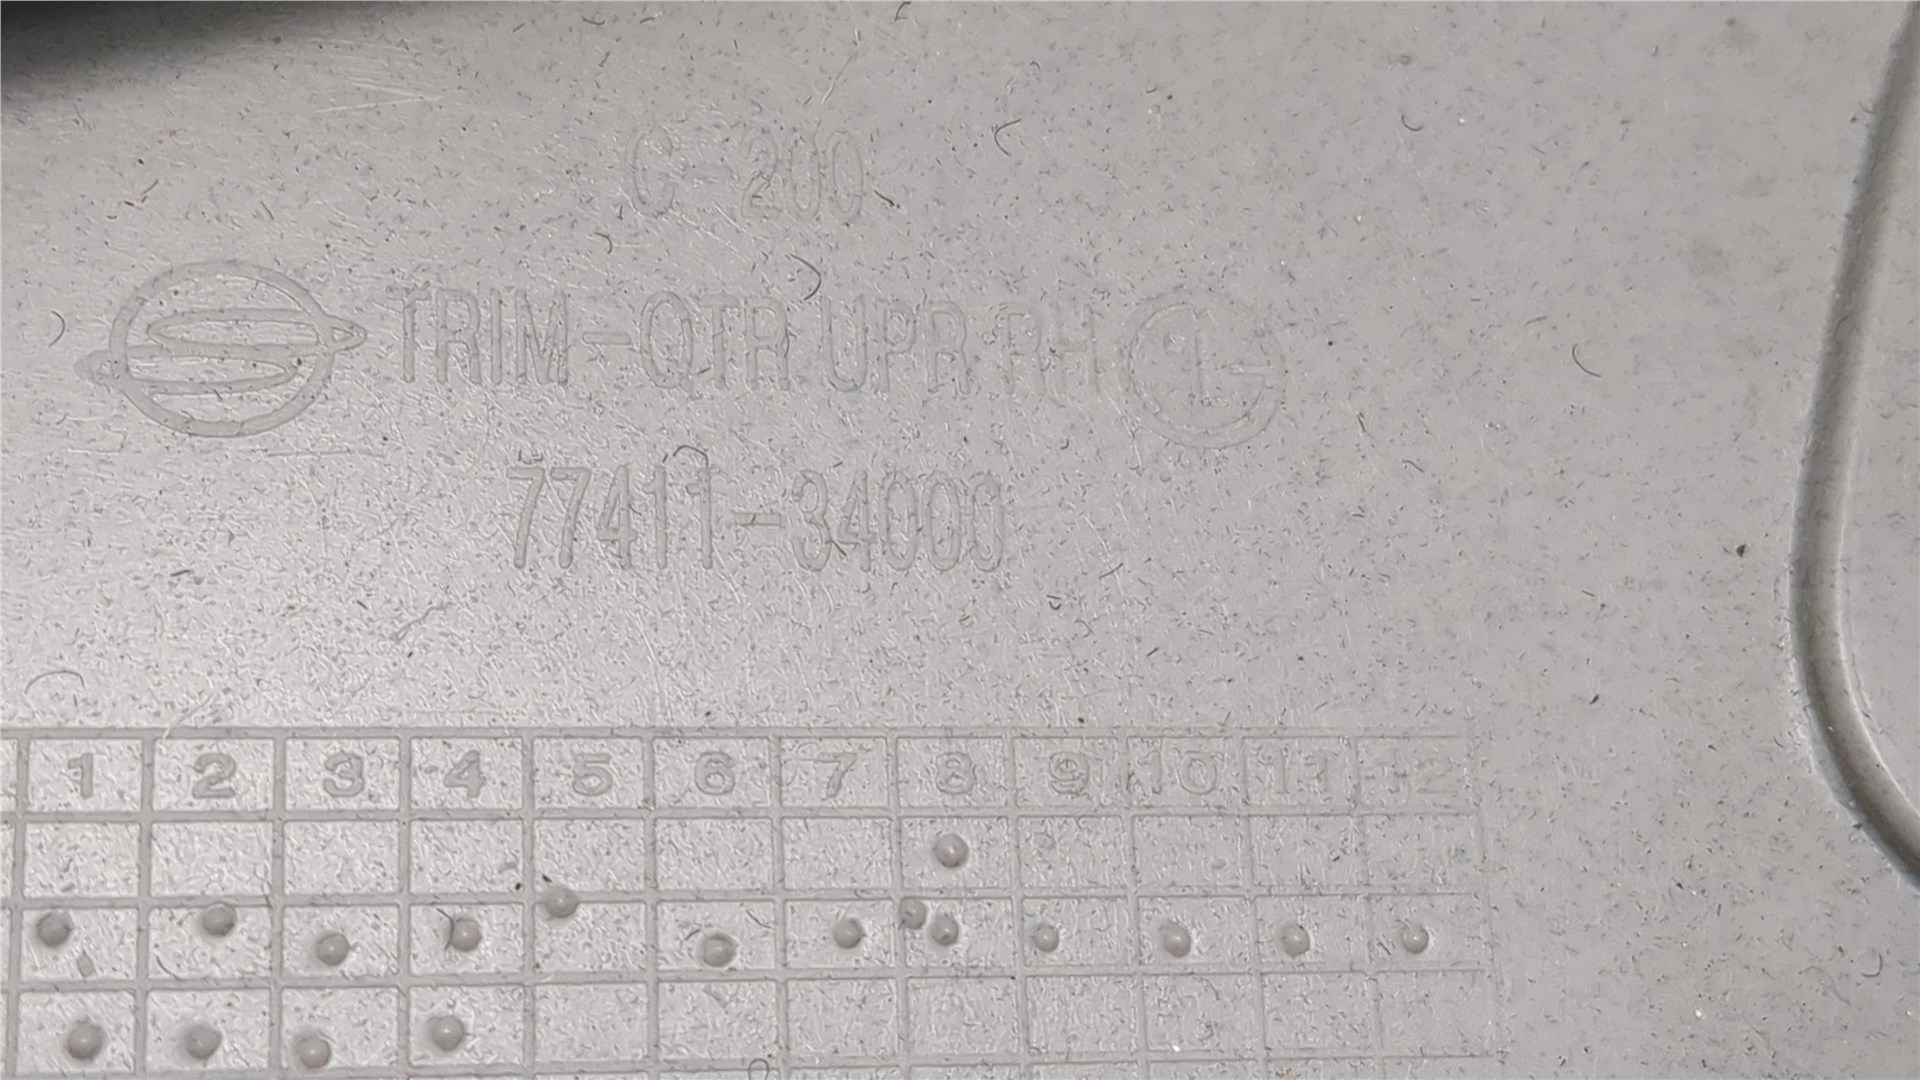 C-200
TRIM-QTR UPR RH
77411-34000
1 2 3 4 5 6 7 8 9 10 11 12